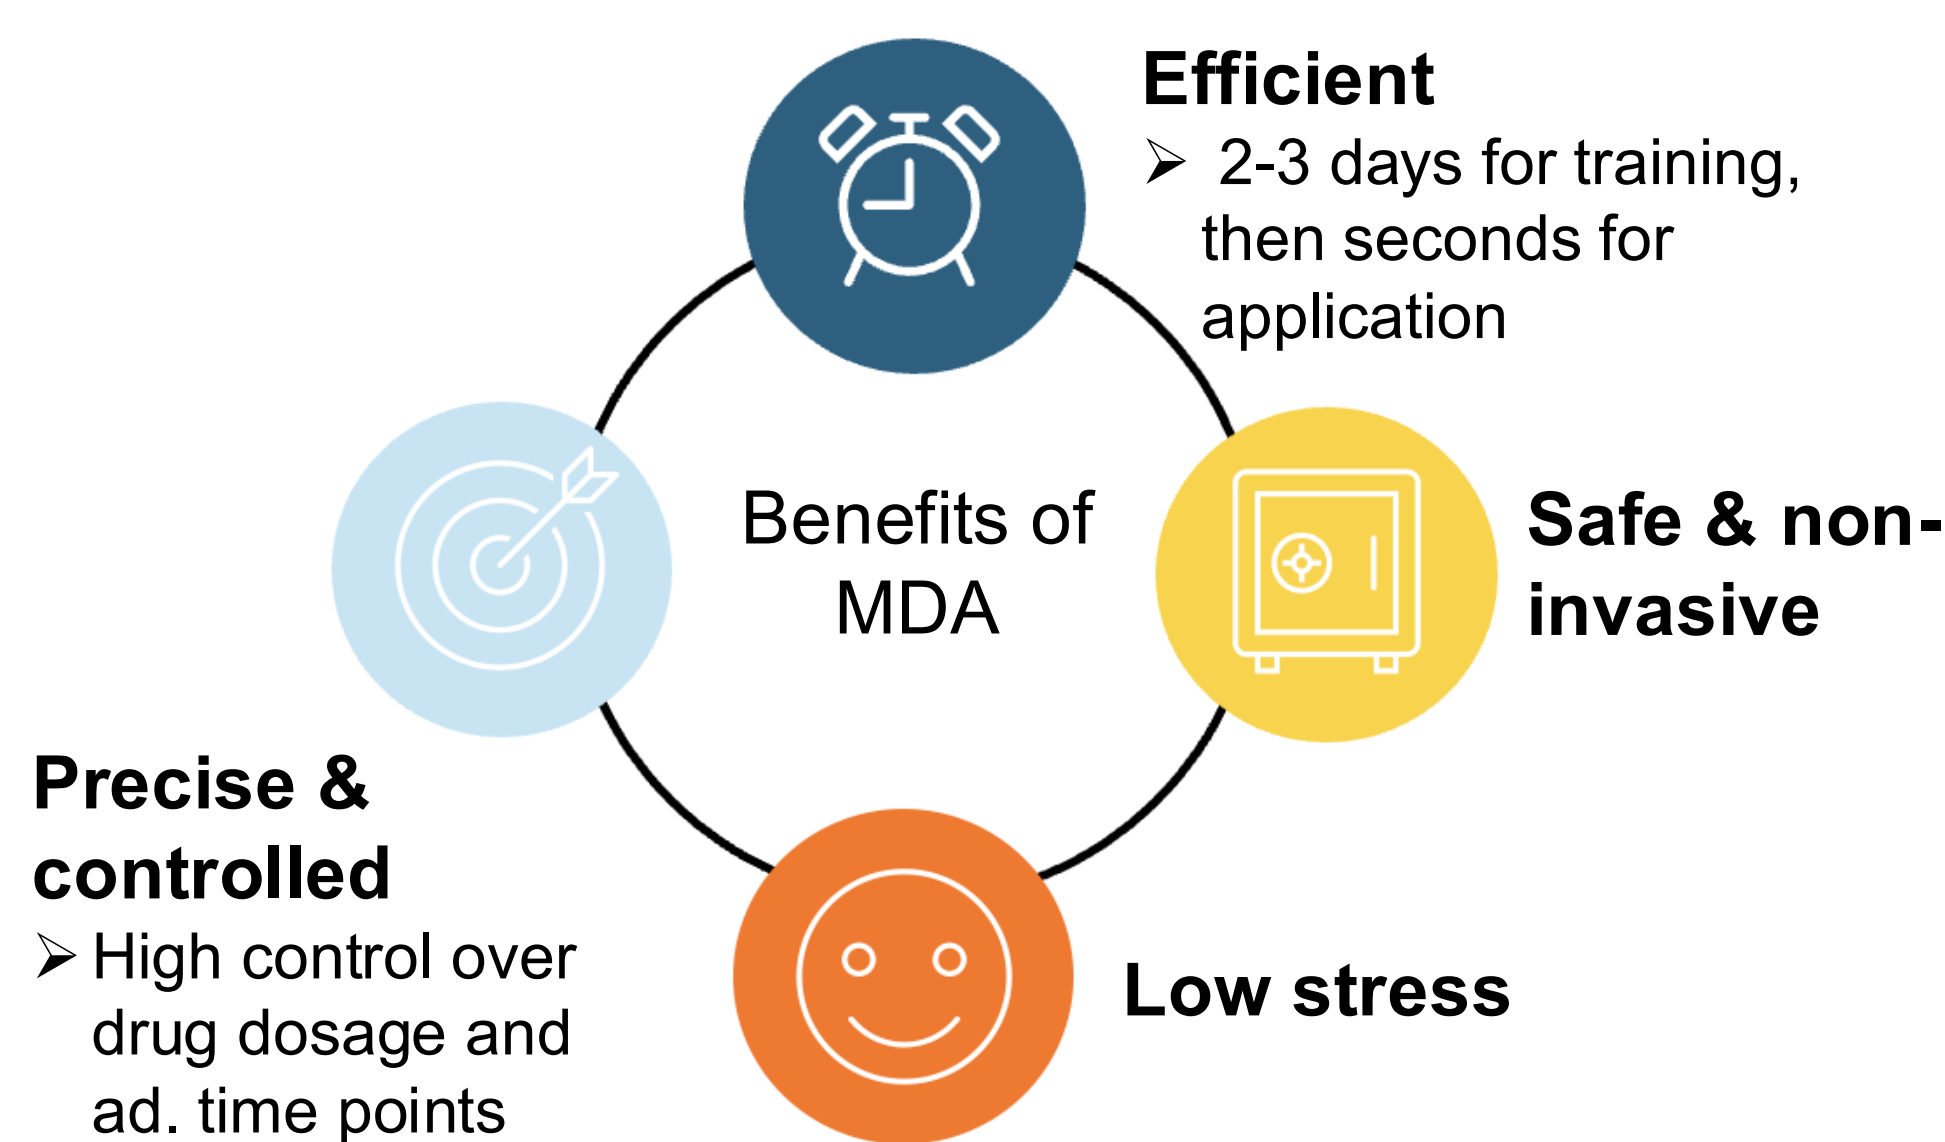 Efficient
➢ 2-3 days for training,
then seconds for
application
Benefits of
MDA
Safe & non-
invasive
Precise &
controlled
➢ High control over
drug dosage and
ad. time points
Low stress